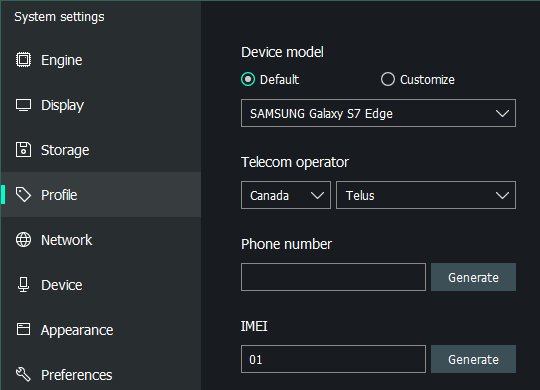 System settings
Engine
Display
Storage
Profile
Network
Device
Appearance
Preferences
Device model
Default Customize
SAMSUNG Galaxy S7 Edge
Telecom operator
Canada Telus
Phone number
Generate
IMEI
01 Generate